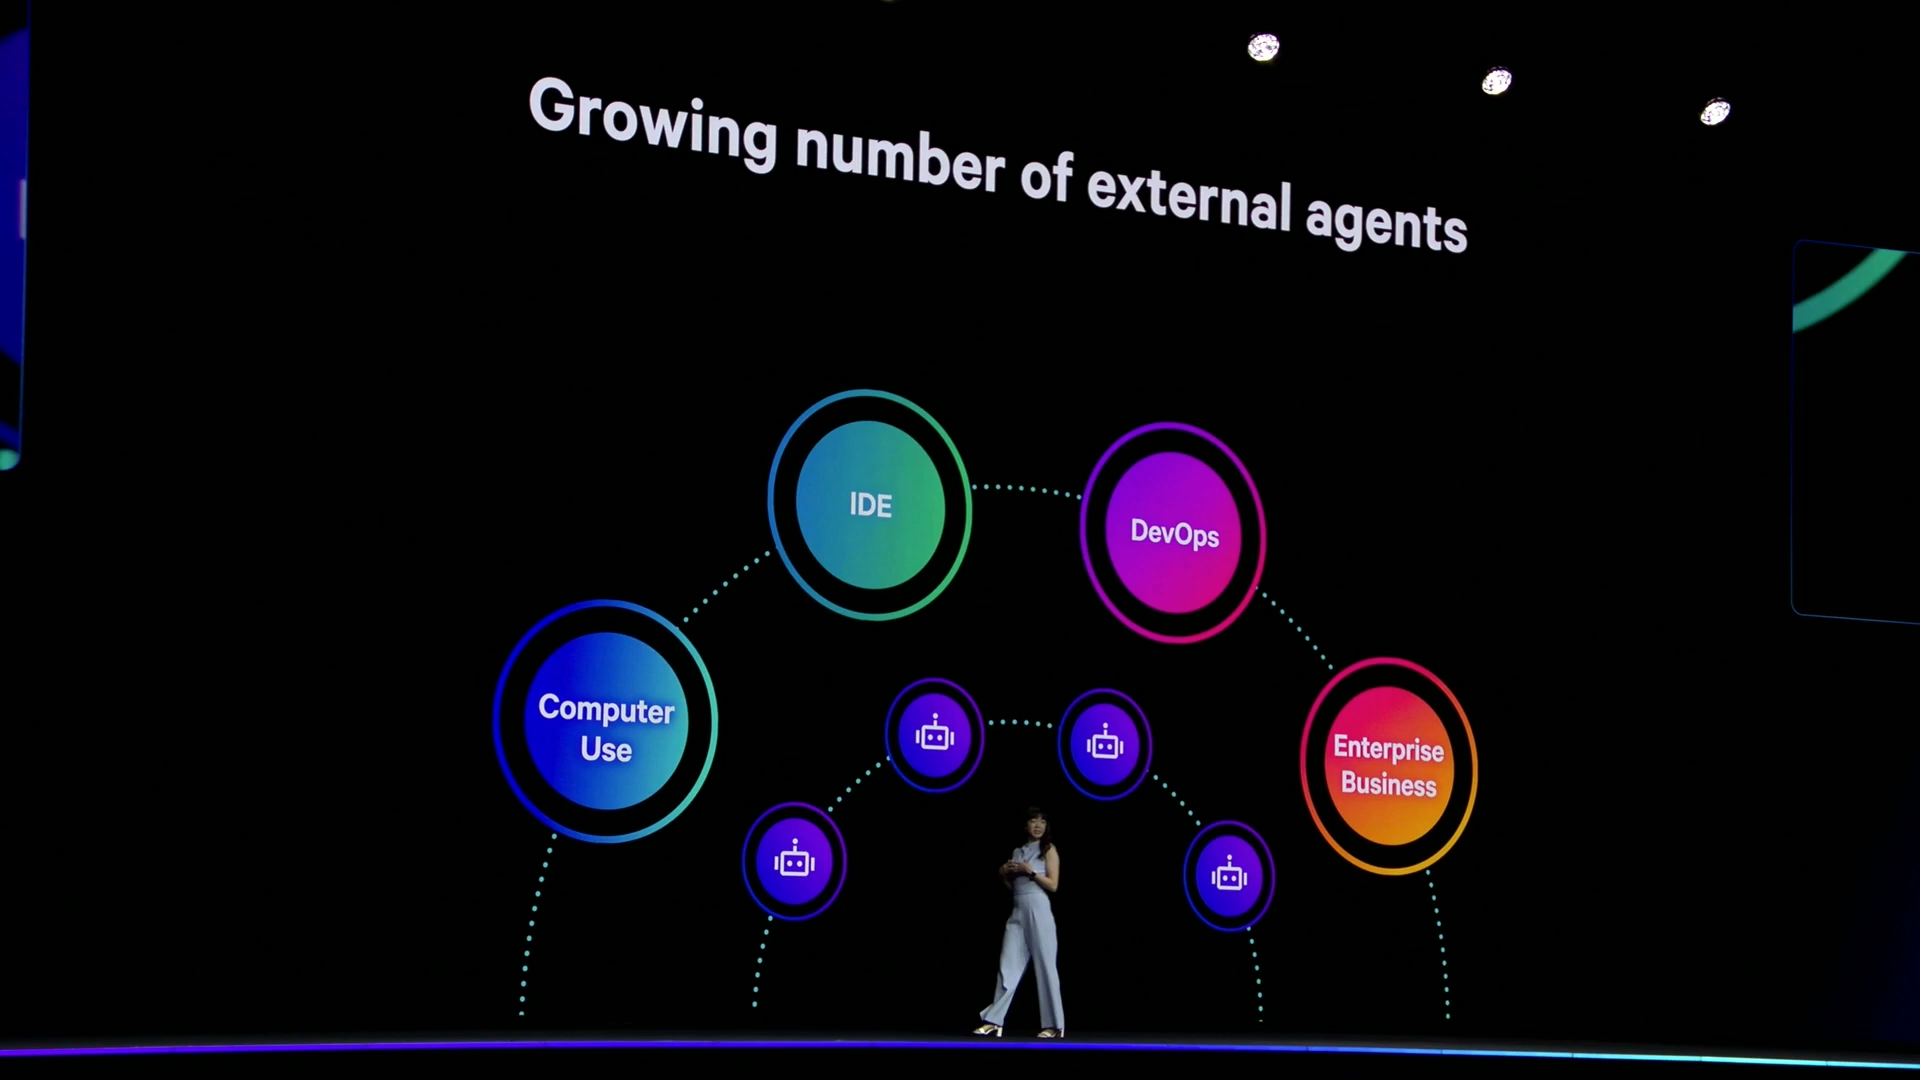 Growing number of external agents
IDE
DevOps
Computer
Use
Enterprise
Business